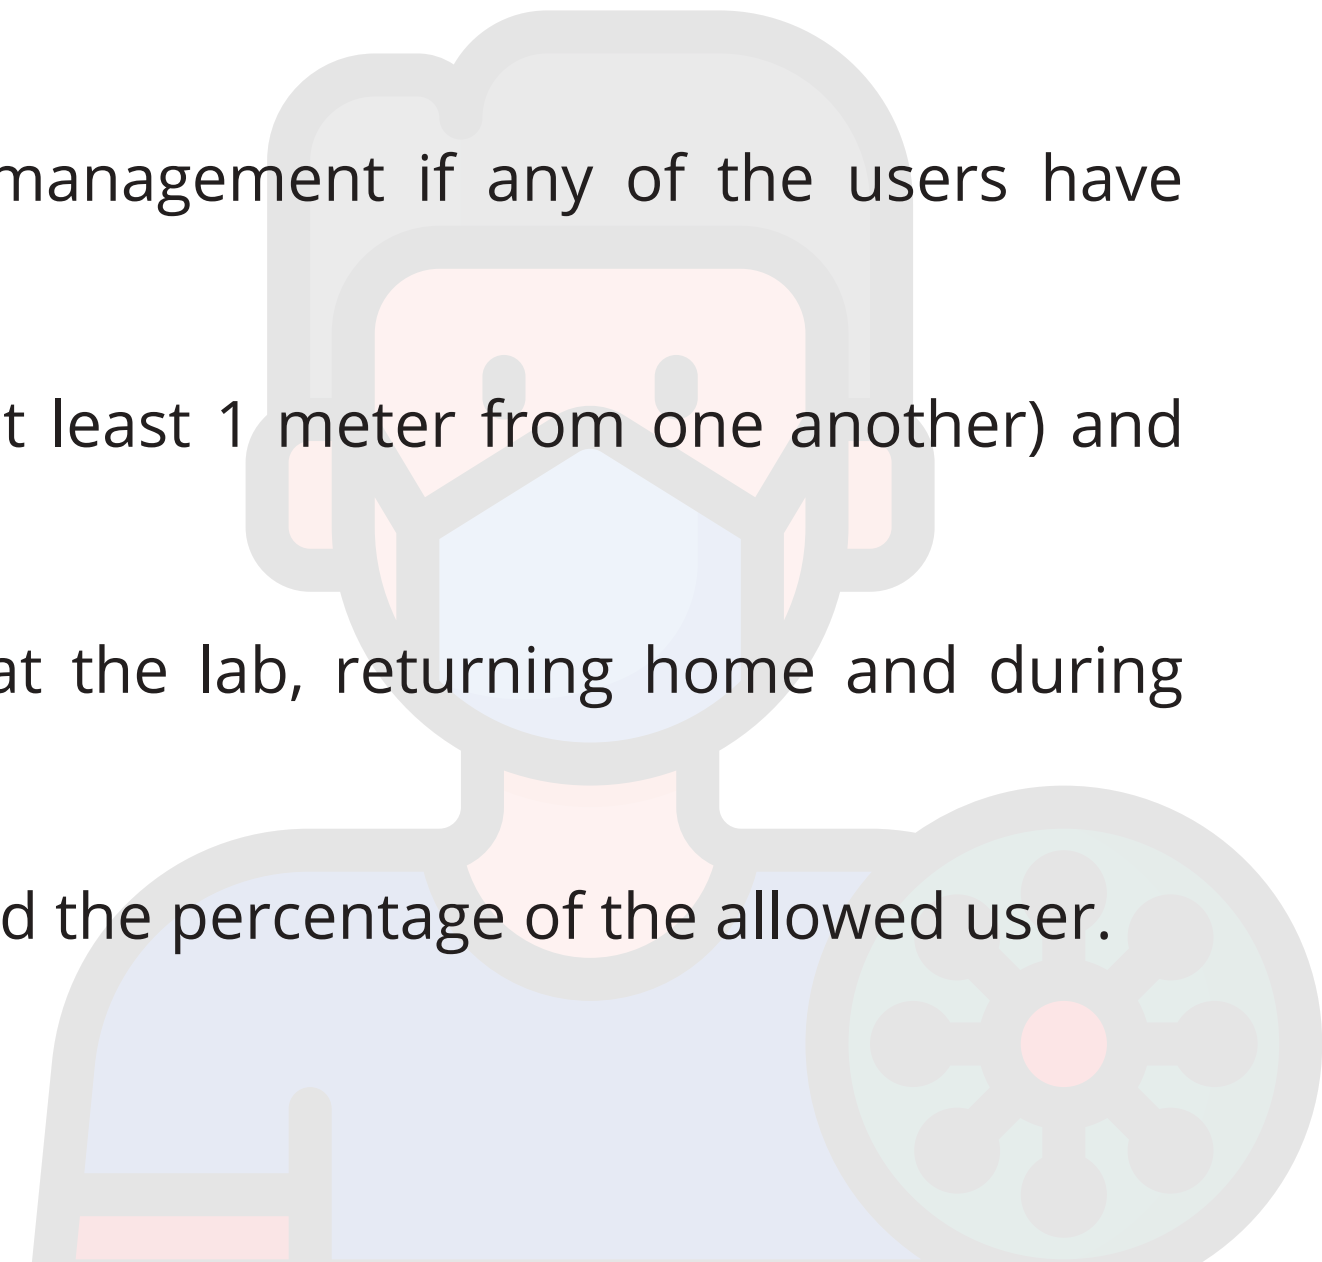 management if any of the users have
t least 1 meter from one another) and
at the lab, returning home and during
d the percentage of the allowed user.